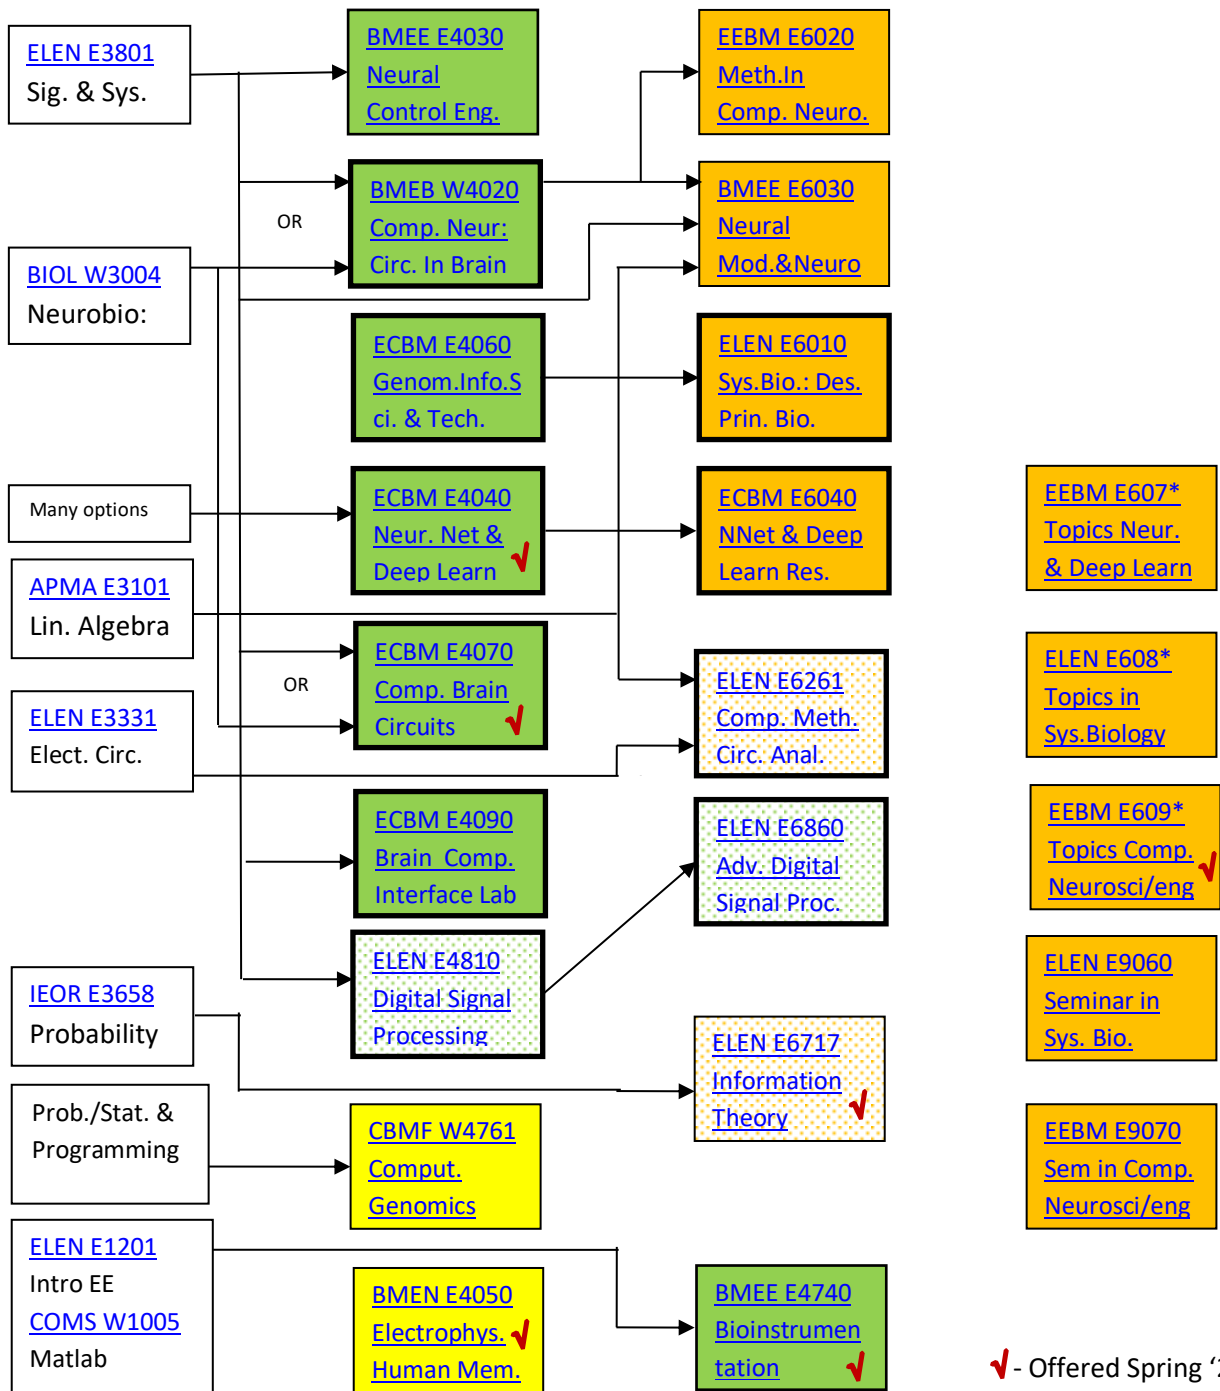 ELEN E3801
Sig. & Sys.
BMEE E4030
Neural
Control Eng.
EEBM E6020
Meth.In
Comp. Neuro.
BIOL W3004
Neurobio:
OR
BMEB W4020
Comp. Neur:
Circ. In Brain
BMEE E6030
Neural
Mod.&Neuro
ECBM E4060
Genom.Info.S
ci. & Tech.
ELEN E6010
Sys.Bio.: Des.
Prin. Bio.
Many options
ECBM E4040
Neur. Net &
Deep Learn √
ECBM E6040
NNet & Deep
Learn Res.
EEBM E607*
Topics Neur.
& Deep Learn
APMA E3101
Lin. Algebra
OR
ECBM E4070
Comp. Brain
Circuits √
ELEN E6261
Comp. Meth.
Circ. Anal.
ELEN E608*
Topics in
Sys.Biology
ELEN E3331
Elect. Circ.
ECBM E4090
Brain Comp.
Interface Lab
ELEN E6860
Adv. Digital
Signal Proc.
EEBM E609*
Topics Comp.
Neurosci/eng √
IEOR E3658
Probability
ELEN E4810
Digital Signal
Processing
ELEN E6717
Information
Theory √
ELEN E9060
Seminar in
Sys. Bio.
Prob./Stat. &
Programming
CBMF W4761
Comput.
Genomics
EEBM E9070
Sem in Comp.
Neurosci/eng
ELEN E1201
Intro EE
COMS W1005
Matlab
BMEN E4050
Electrophys. √
Human Mem.
BMEE E4740
Bioinstrumen
tation √
√ - Offered Spring